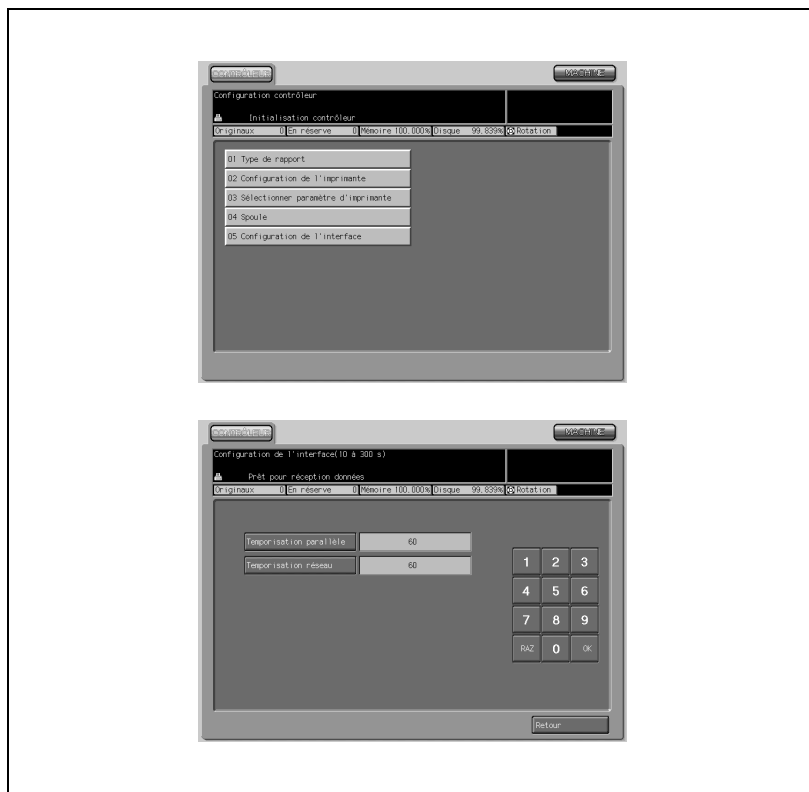 CONTRÔLEUR MACHINE
Configuration contrôleur
Initialisation contrôleur
Originaux 0 En réserve 0 Mémoire 100.000% Disque 99.839% Rotation
01 Type de rapport
02 Configuration de l'imprimante
03 Sélectionner paramètre d'imprimante
04 Spoule
05 Configuration de l'interface
CONTRÔLEUR MACHINE
Configuration de l'interface(10 à 300 s)
Prêt pour réception données
Originaux 0 En réserve 0 Mémoire 100.000% Disque 99.839% Rotation
Temporisation parallèle 60
Temporisation réseau 60
1 2 3
4 5 6
7 8 9
RAZ 0 OK
Retour